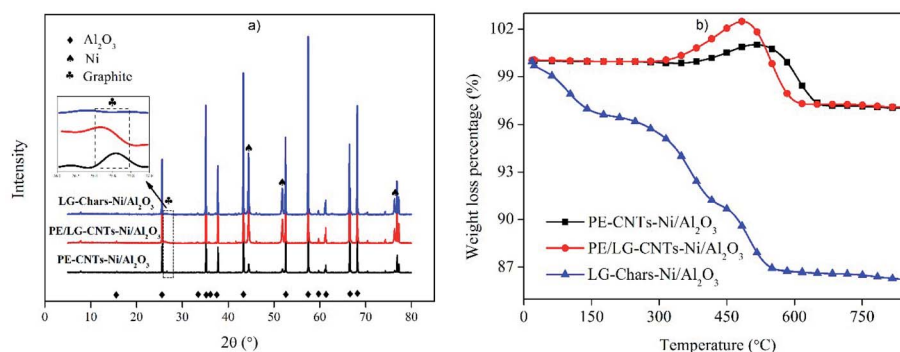 a)
♦ Al₂O₃
♠ Ni
♣ Graphite
♣
♠
♠
♠
♣
LG-Chars-Ni/Al₂O₃
PE/LG-CNTs-Ni/Al₂O₃
PE-CNTs-Ni/Al₂O₃
Intensity
0 10 20 30 40 50 60 70 80
2θ (°)
b)
102
99
96
93
90
87
Weight loss percentage (%)
PE-CNTs-Ni/Al₂O₃
PE/LG-CNTs-Ni/Al₂O₃
LG-Chars-Ni/Al₂O₃
0 150 300 450 600 750
Temperature (°C)